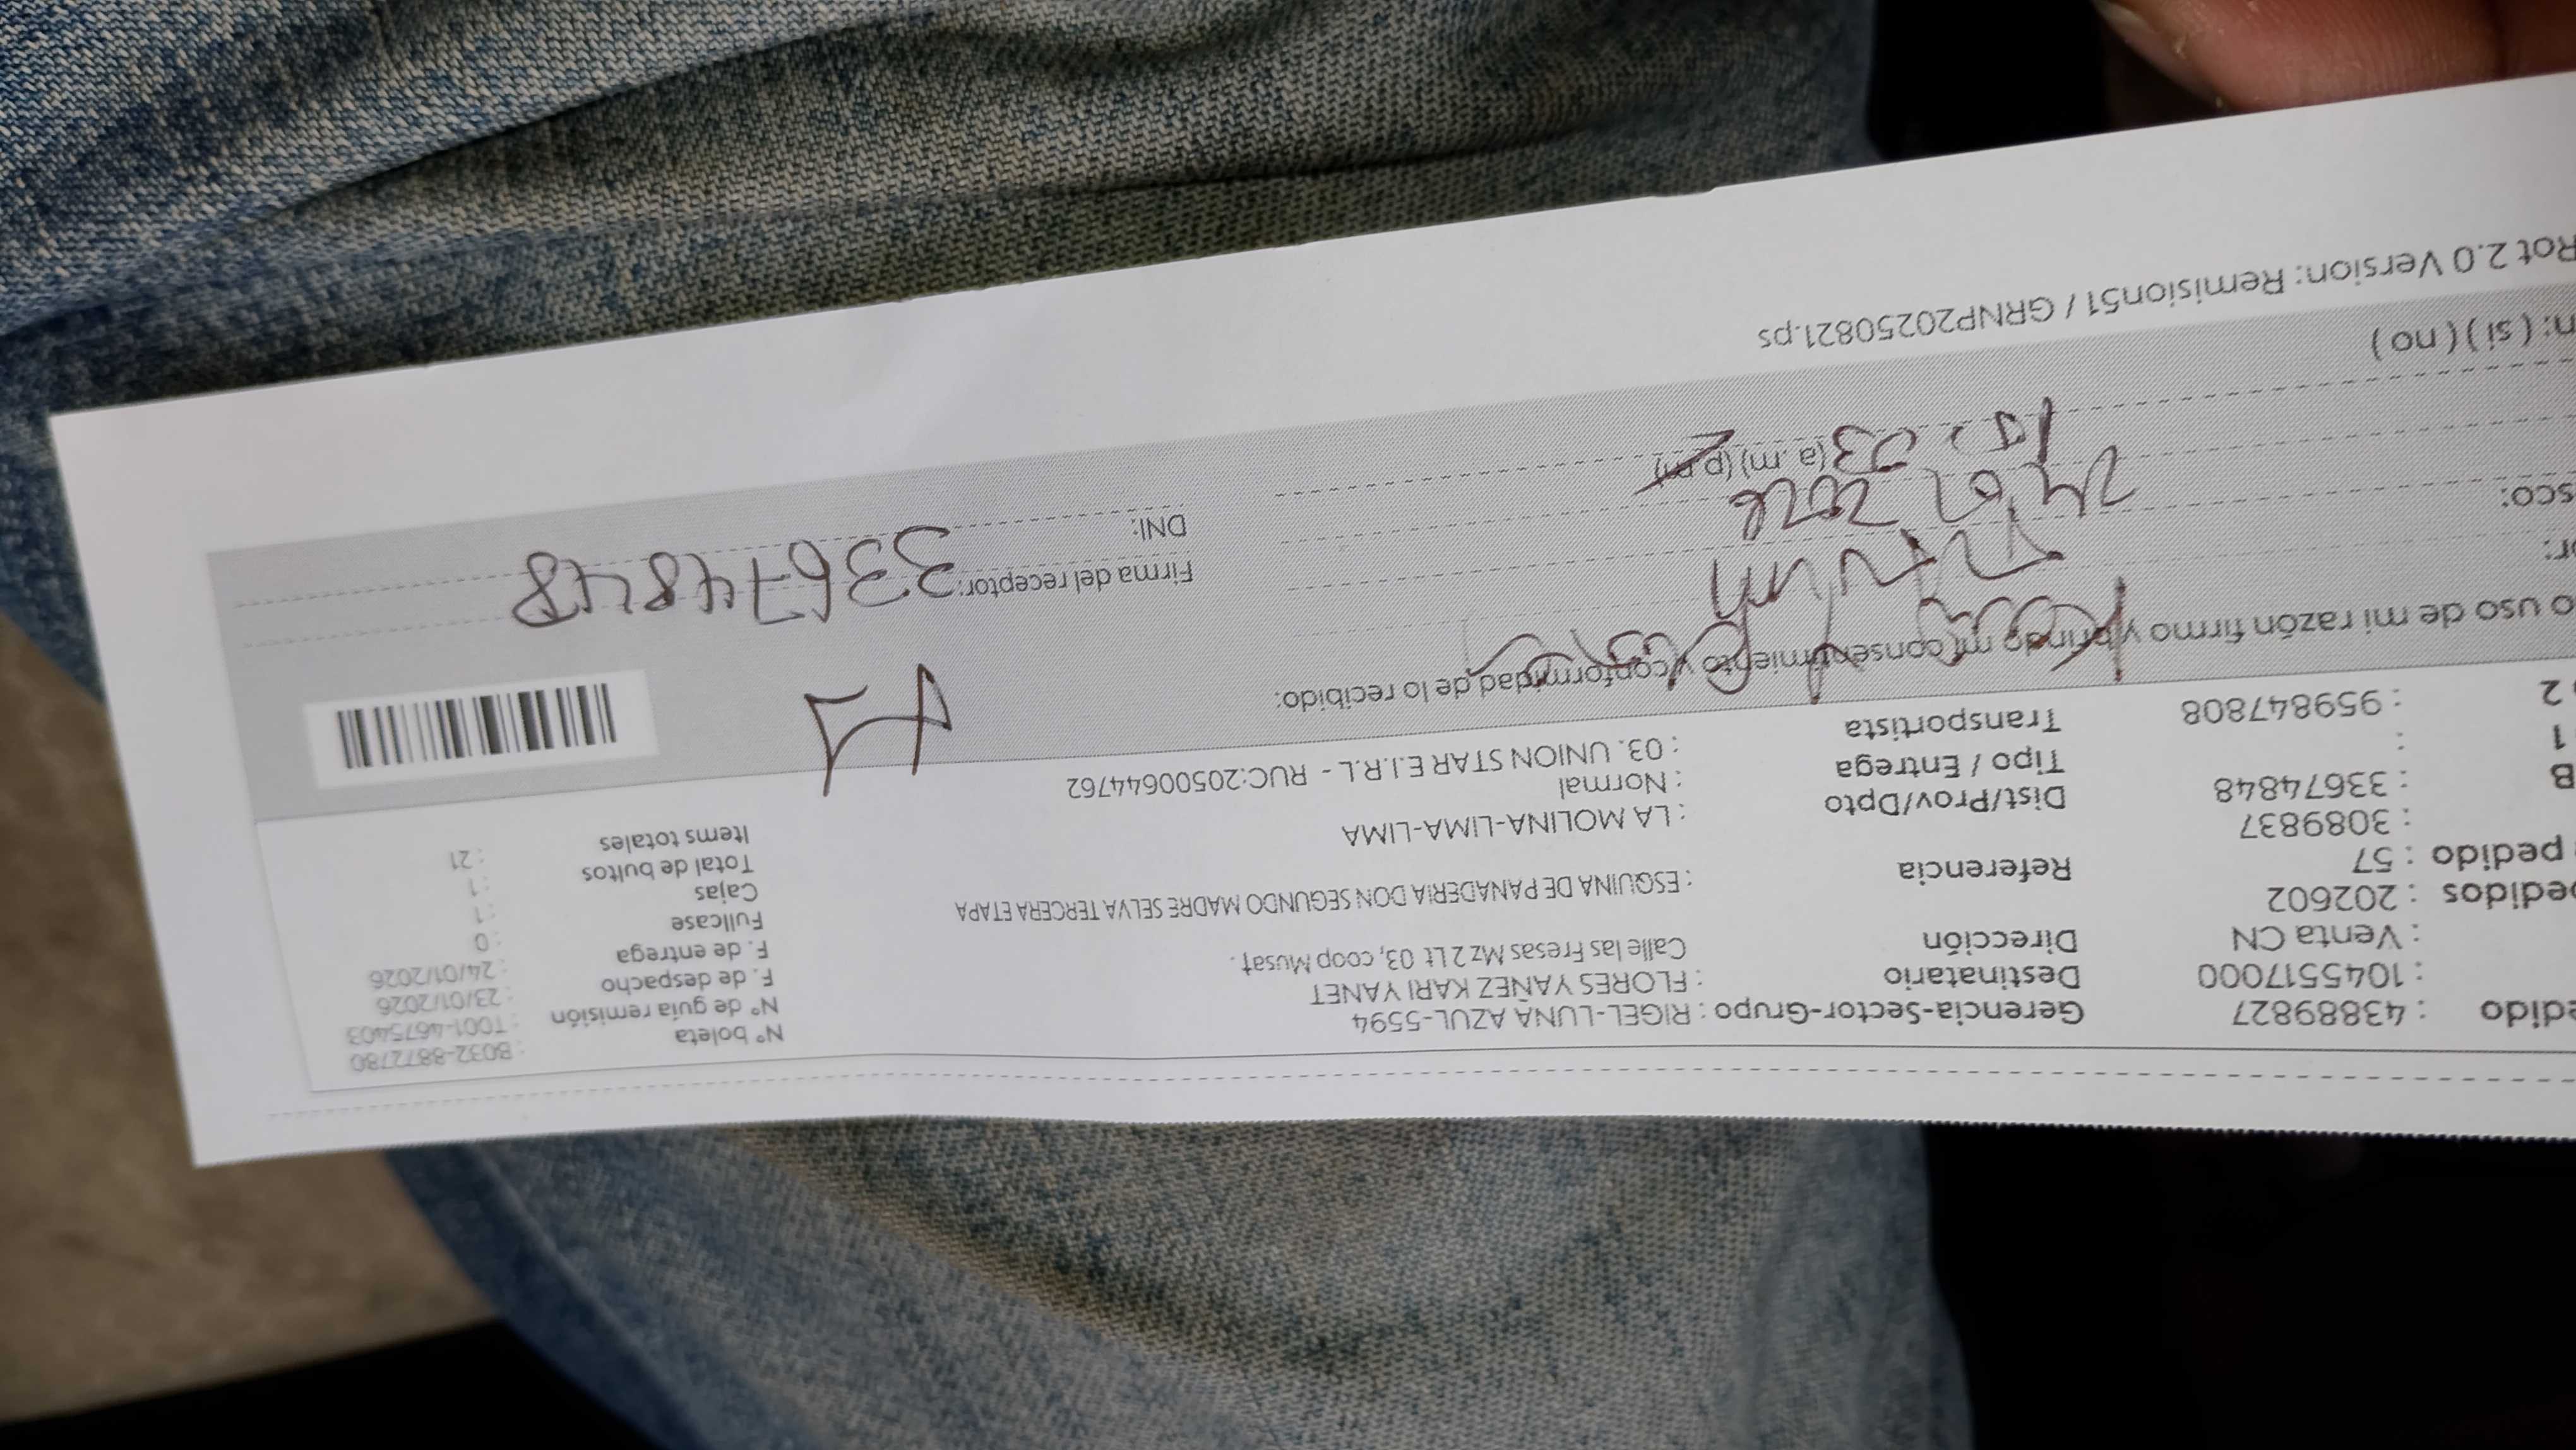 edido : 43889827
: 1045517000
: Venta CN
edidos : 202602
pedido : 57
: 3089837
B : 33674848
1 :
2 : 959847808
Gerencia-Sector-Grupo : RIGEL-LUNA AZUL-5594
Destinatario : FLORES YAÑEZ KARI YANET
Dirección Calle las Fresas Mz 2 Lt 03, coop Musat.
Referencia : ESQUINA DE PANADERIA DON SEGUNDO MADRE SELVA TERCERA ETAPA
Dist/Prov/Dpto : LA MOLINA-LIMA-LIMA
Tipo / Entrega : Normal
Transportista : 03. UNION STAR E.I.R.L - RUC:20500644762
N° boleta : B032-8872780
N° de guía remisión : T001-4675403
F. de despacho : 23/01/2026
F. de entrega : 24/01/2026
Fullcase : 0
Cajas : 1
Total de bultos : 1
Items totales : 21
o uso de mi razón firmo y brindo mi consentimiento y conformidad de lo recibido:
or:
sco: 24 01 2026
15:03 (a.m) (p.m)
Firma del receptor:
33674848
DNI:
n: ( si ) ( no )
Rot 2.0 Version: Remision51 / GRNP20250821.ps